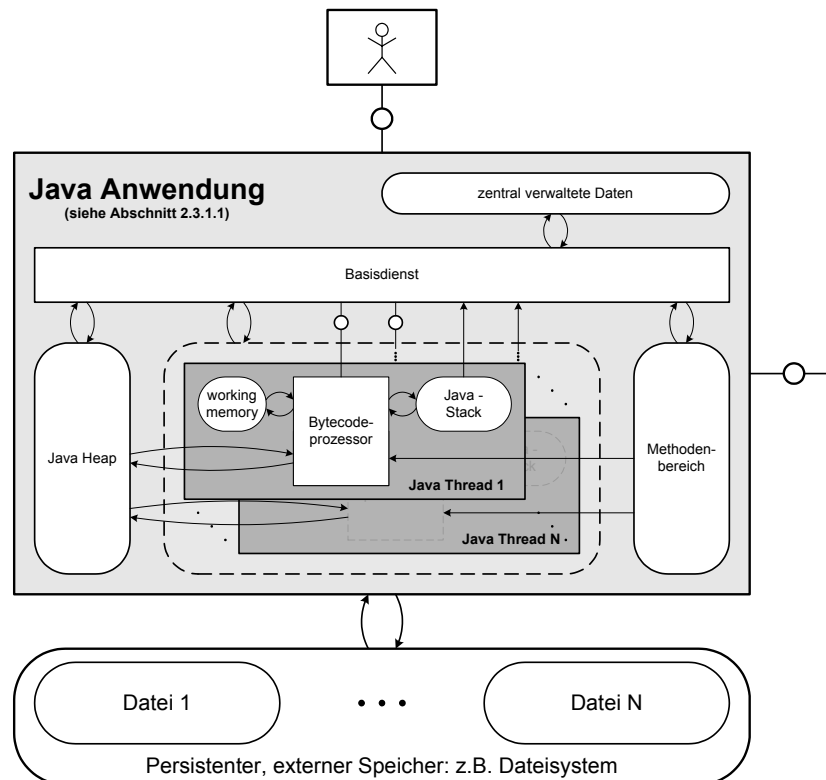 Java Anwendung
(siehe Abschnitt 2.3.1.1)
zentral verwaltete Daten
Basisdienst
working
memory
Bytecode-
prozessor
Java -
Stack
Java Heap
Methoden-
bereich
Java Thread 1
Java Thread N
Datei 1
Datei N
Persistenter, externer Speicher: z.B. Dateisystem